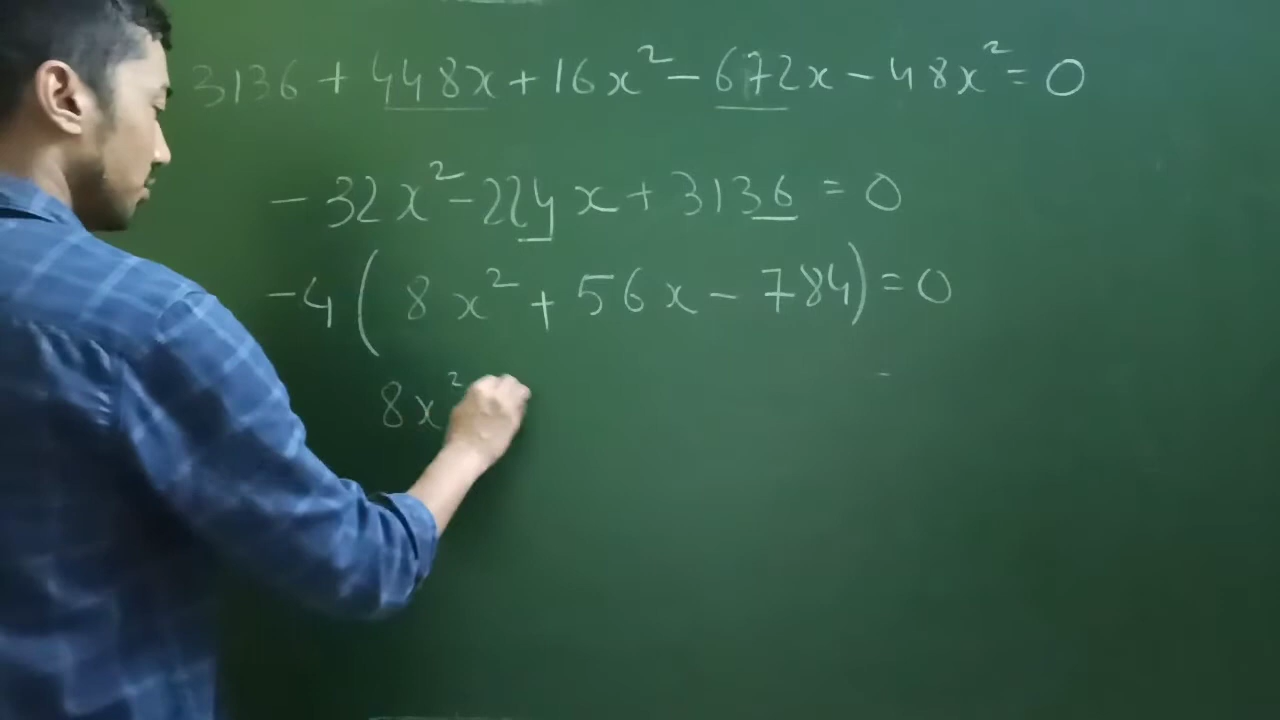 3136 + 448x + 16x² - 672x - 48x² = 0
-32x² - 224x + 3136 = 0
-4(8x² + 56x - 784) = 0
8x²